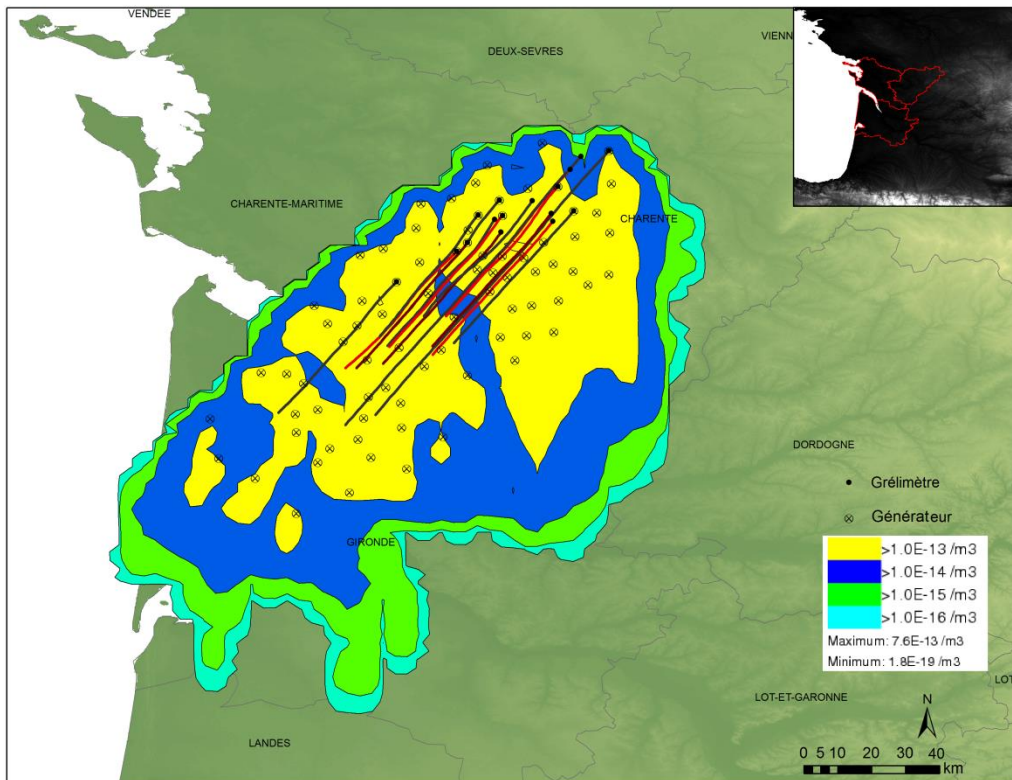 VENDEE
DEUX-SEVRES
VIENN
CHARENTE-MARITIME
CHARENTE
DORDOGNE
Grélimètre
Générateur
GIRONDE
>1.0E-13 /m3
>1.0E-14 /m3
>1.0E-15 /m3
>1.0E-16 /m3
Maximum: 7.6E-13 /m3
Minimum: 1.8E-19 /m3
LOT
LOT-ET-GARONNE
N
LANDES
0 5 10 20 30 40
km